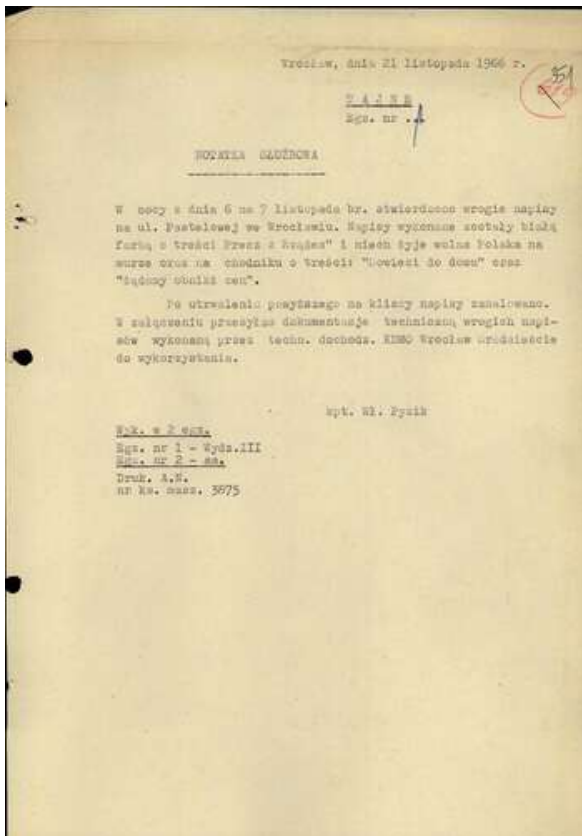 Wrocław, dnia 21 listopada 1966 r.
51
T A J N E
Egz. nr . 1
NOTATKA SŁUŻBOWA
W nocy z dnia 6 na 7 listopada br. stwierdzono wrogie napisy
na ul. Pastelowej we Wrocławiu. Napisy wykonane zostały białą
farbą o treści Precz z Rządem" i niech żyje wolna Polska na
murze oraz na chodniku o treści: "Sowieci do domu" oraz
"żądamy obniżki cen".
Po utrwaleniu powyższego na kliszy napisy zamalowano.
W załączeniu przesyłam dokumentację techniczną wrogich napi-
sów wykonaną przez techn. dochodz. KDMO Wrocław Śródmieście
do wykorzystania.
kpt. Wł. Pyzik
Wyk. w 2 egz.
Egz. nr 1 - Wydz.III
Egz. nr 2 - aa.
Druk. A.N.
nr ks. masz. 3875